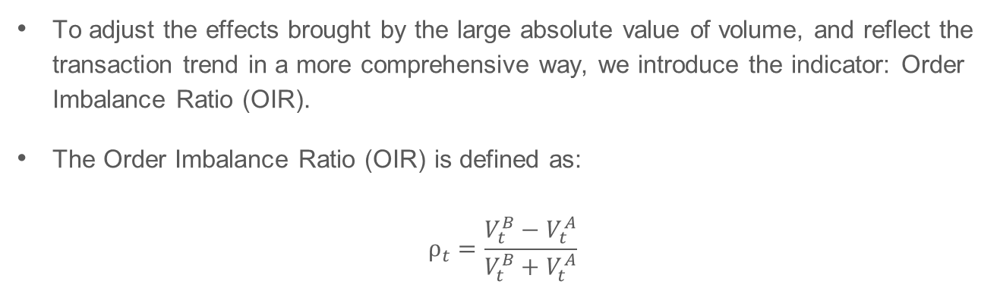 • To adjust the effects brought by the large absolute value of volume, and reflect the
transaction trend in a more comprehensive way, we introduce the indicator: Order
Imbalance Ratio (OIR).
• The Order Imbalance Ratio (OIR) is defined as:
ρ_t = \frac{V_t^B − V_t^A}{V_t^B + V_t^A}